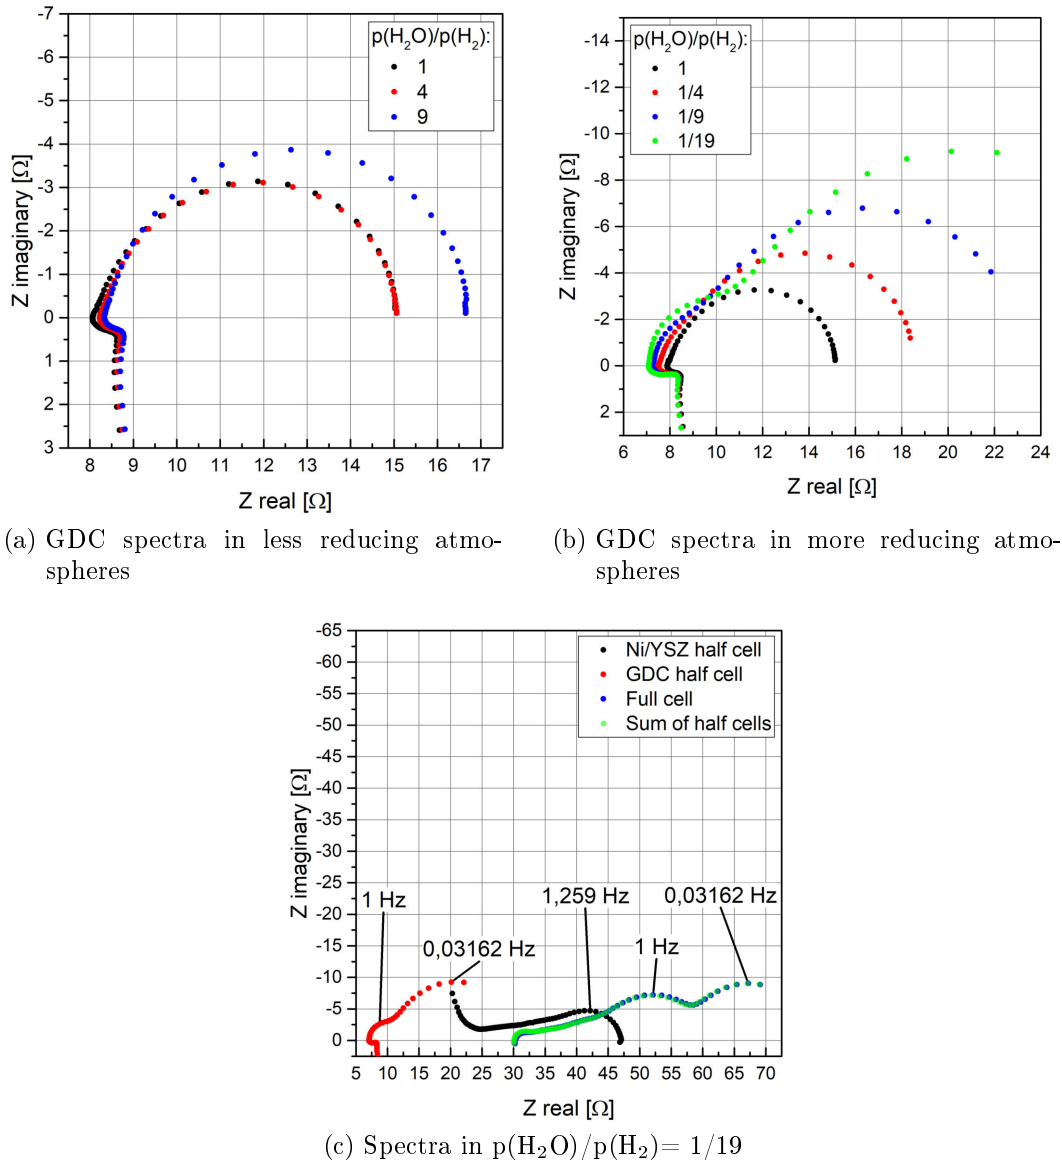 -7
-6
-5
-4
-3
-2
-1
0
1
2
3
Z imaginary [Ω]
p(H₂O)/p(H₂):
1
4
9
8 9 10 11 12 13 14 15 16 17
Z real [Ω]
(a) GDC spectra in less reducing atmo-
spheres
-14
-12
-10
-8
-6
-4
-2
0
2
Z imaginary [Ω]
p(H₂O)/p(H₂):
1
1/4
1/9
1/19
6 8 10 12 14 16 18 20 22 24
Z real [Ω]
(b) GDC spectra in more reducing atmo-
spheres
-65
-60
-55
-50
-45
-40
-35
-30
-25
-20
-15
-10
-5
0
Z imaginary [Ω]
Ni/YSZ half cell
GDC half cell
Full cell
Sum of half cells
1 Hz
0,03162 Hz
1,259 Hz
1 Hz
0,03162 Hz
5 10 15 20 25 30 35 40 45 50 55 60 65 70
Z real [Ω]
(c) Spectra in p(H₂O)/p(H₂)= 1/19